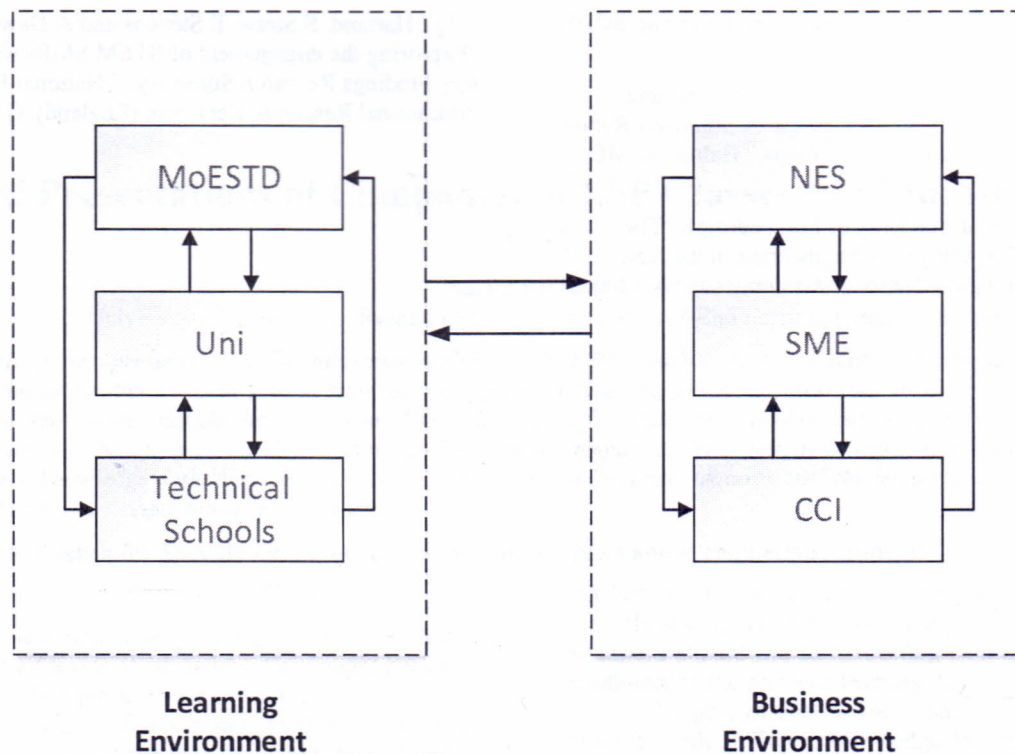 MoESTD
Uni
Technical
Schools
Learning
Environment
NES
SME
CCI
Business
Environment